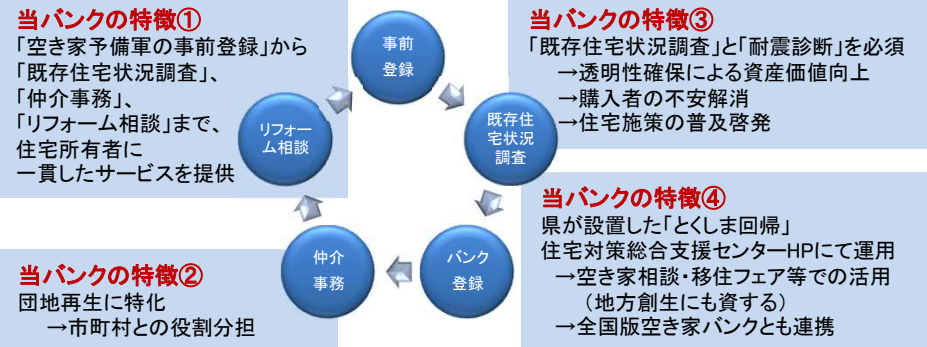 当バンクの特徴①
「空き家予備軍の事前登録」から
「既存住宅状況調査」、
「仲介事務」、
「リフォーム相談」まで、
住宅所有者に
一貫したサービスを提供
当バンクの特徴②
団地再生に特化
→市町村との役割分担
事前
登録
既存住
宅状況
調査
バンク
登録
仲介
事務
リフォー
ム相談
当バンクの特徴③
「既存住宅状況調査」と「耐震診断」を必須
→透明性確保による資産価値向上
→購入者の不安解消
→住宅施策の普及啓発
当バンクの特徴④
県が設置した「とくしま回帰」
住宅対策総合支援センターHPにて運用
→空き家相談・移住フェア等での活用
（地方創生にも資する）
→全国版空き家バンクとも連携